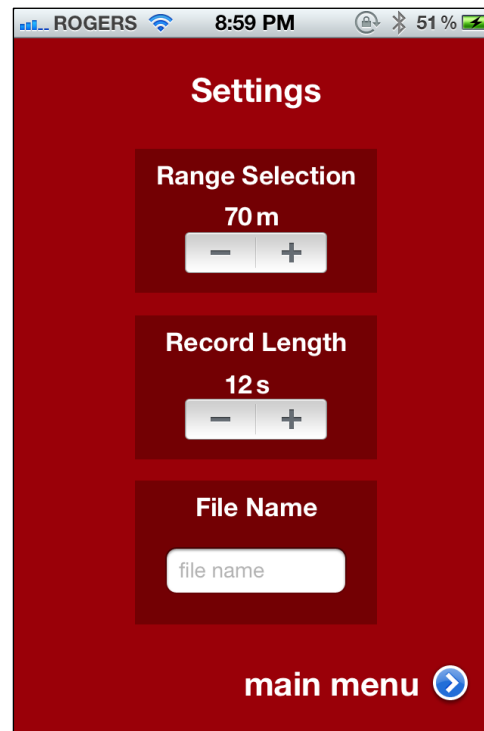 ROGERS 8:59 PM 51 %
Settings
Range Selection
70 m
− +
Record Length
12 s
− +
File Name
file name
main menu